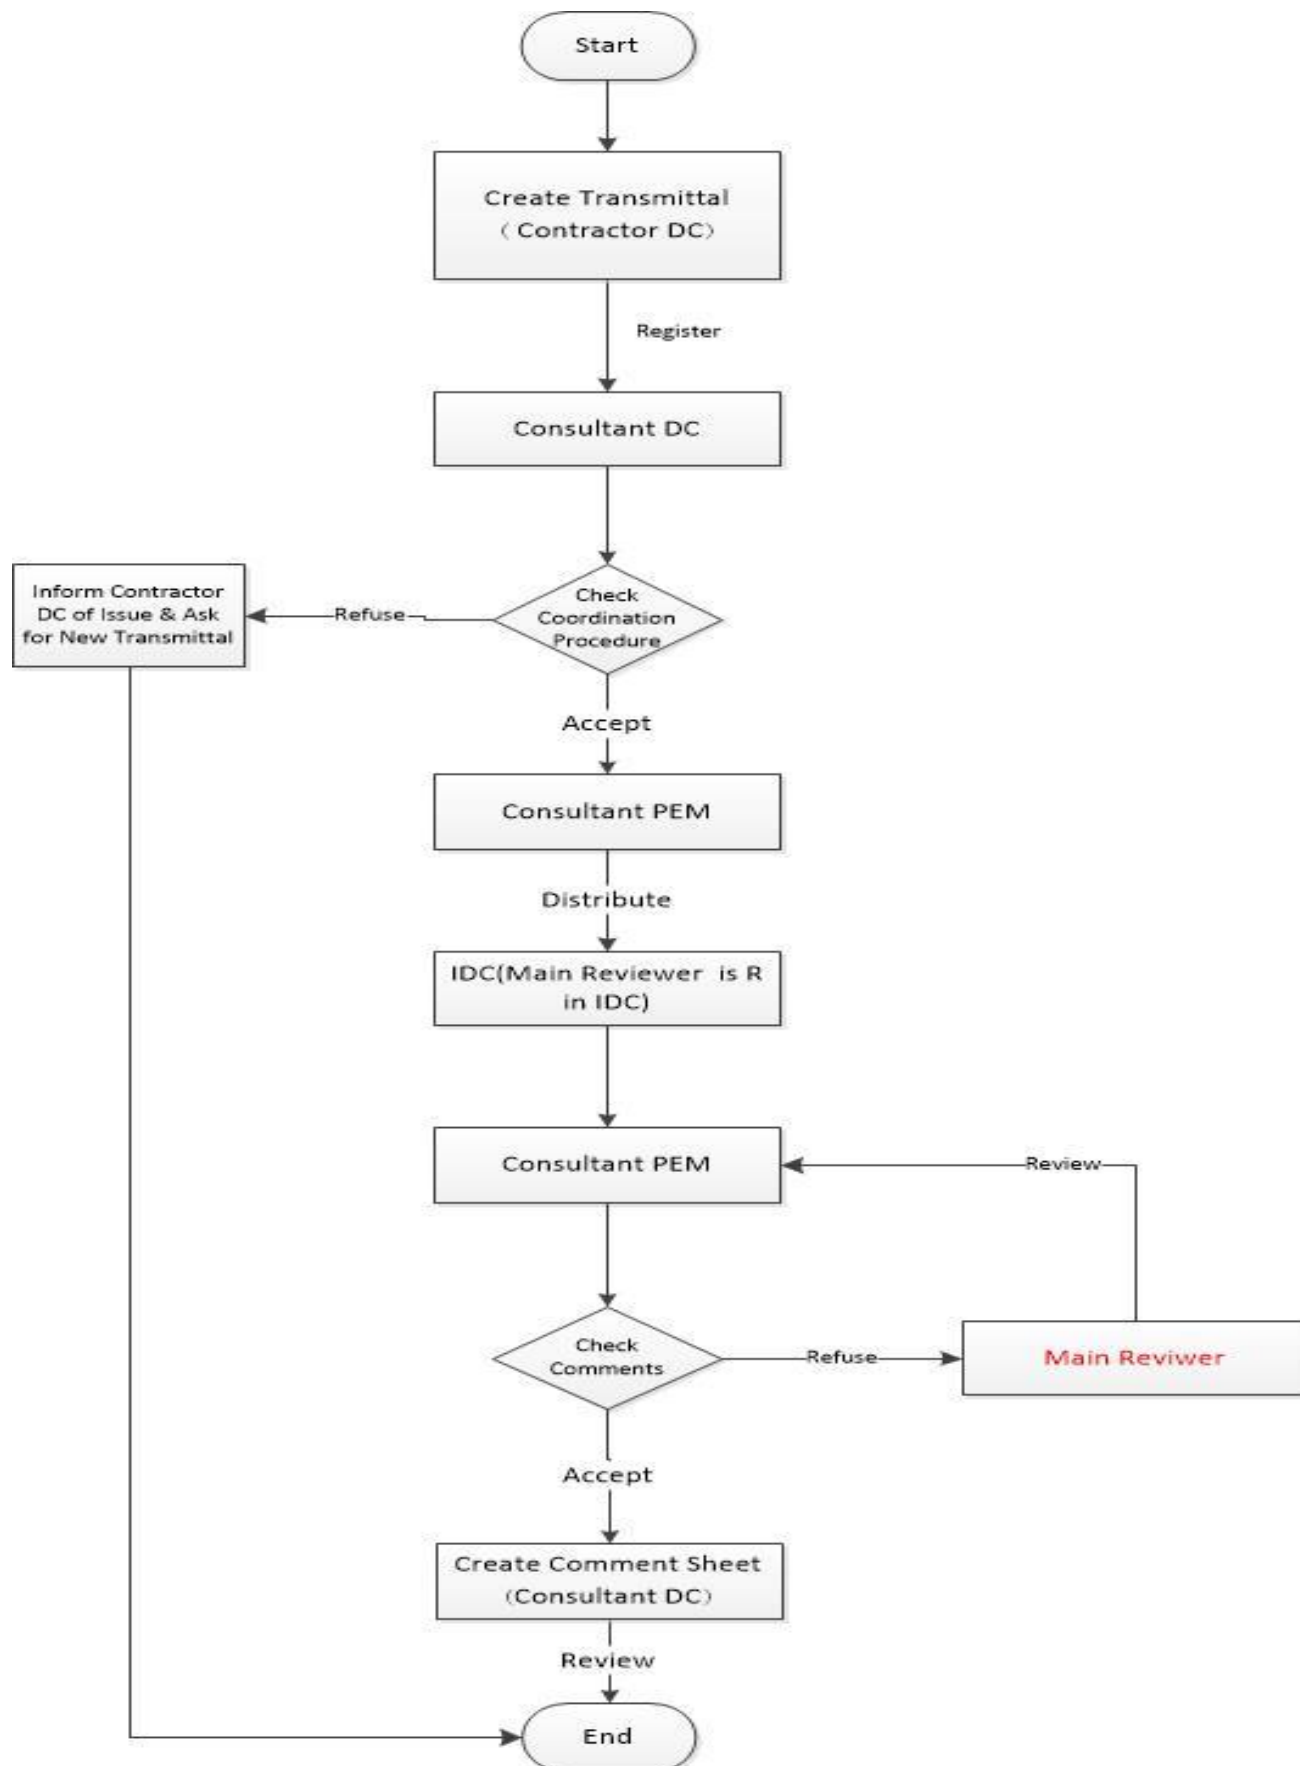 Start
Create Transmittal
（ Contractor DC）
Register
Consultant DC
Check
Coordination
Procedure
Refuse
Inform Contractor
DC of Issue & Ask
for New Transmittal
Accept
Consultant PEM
Distribute
IDC(Main Reviewer is R
in IDC)
Consultant PEM
Review
Check
Comments
Refuse
Main Reviwer
Accept
Create Comment Sheet
（Consultant DC）
Review
End